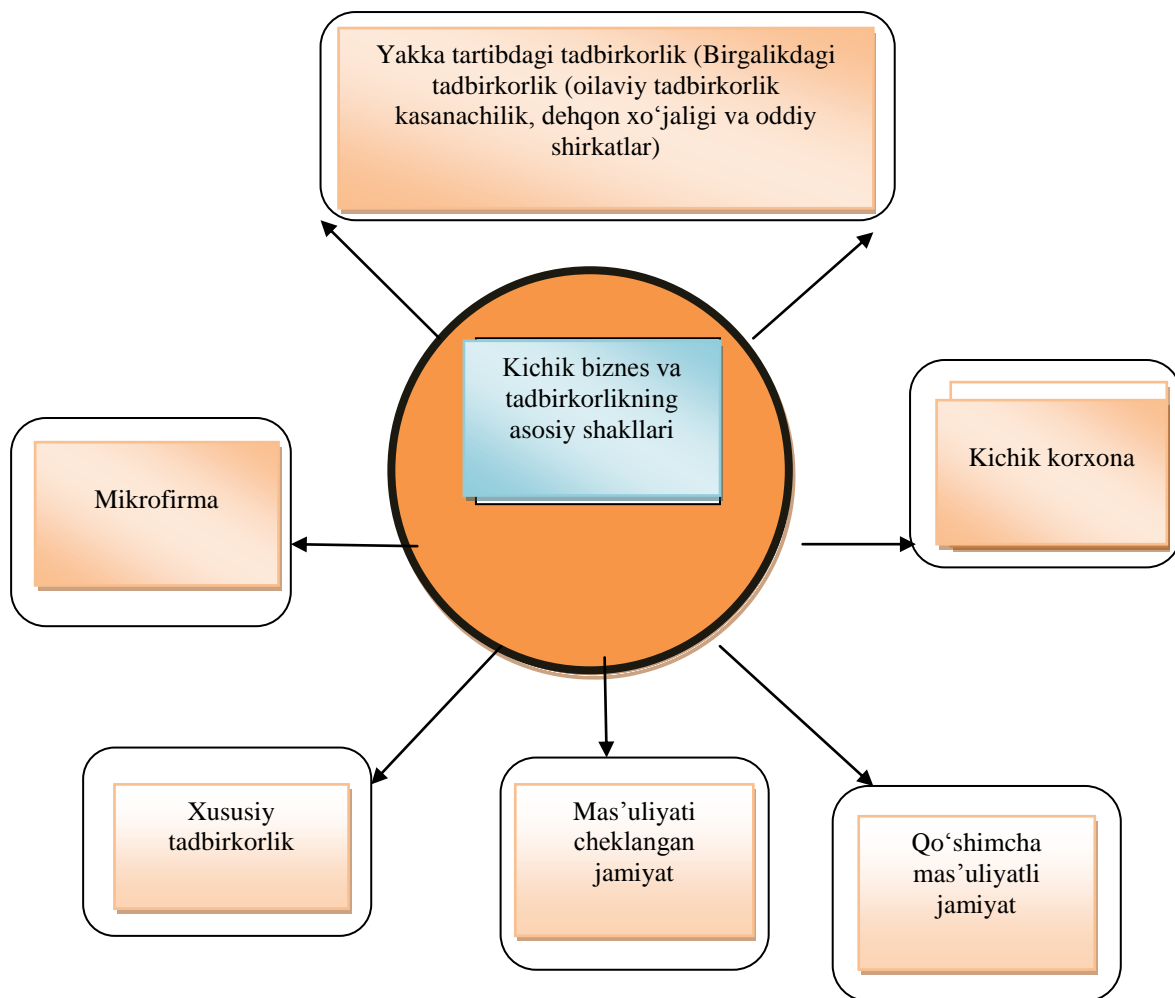 Yakka tartibdagi tadbirkorlik (Birgalikdagi
tadbirkorlik (oilaviy tadbirkorlik
kasanachilik, dehqon xo‘jaligi va oddiy
shirkatlar)
Kichik biznes va
tadbirkorlikning
asosiy shakllari
Kichik korxona
Mikrofirma
Xususiy
tadbirkorlik
Mas’uliyati
cheklangan
jamiyat
Qo‘shimcha
mas’uliyatli
jamiyat